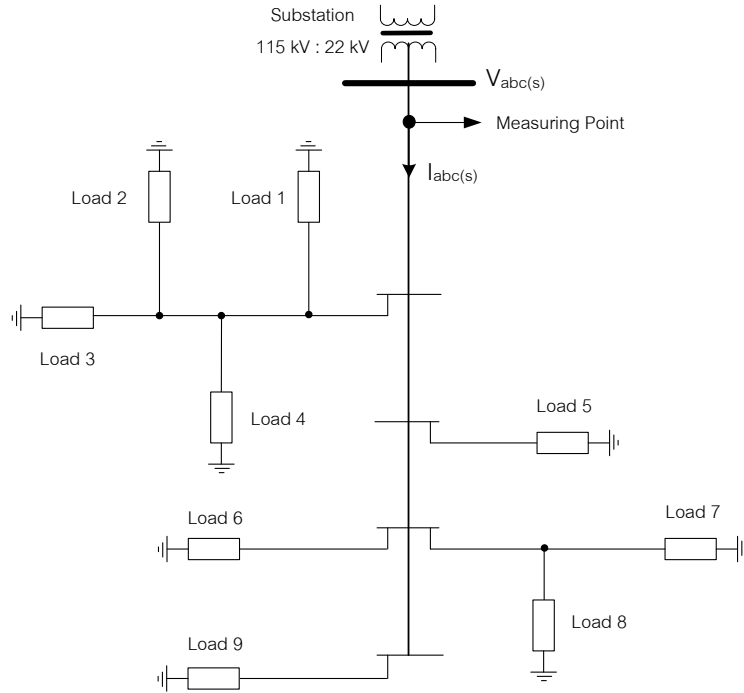 Substation
115 kV : 22 kV
Vabc(s)
Measuring Point
Iabc(s)
Load 2
Load 1
Load 3
Load 4
Load 5
Load 6
Load 7
Load 8
Load 9